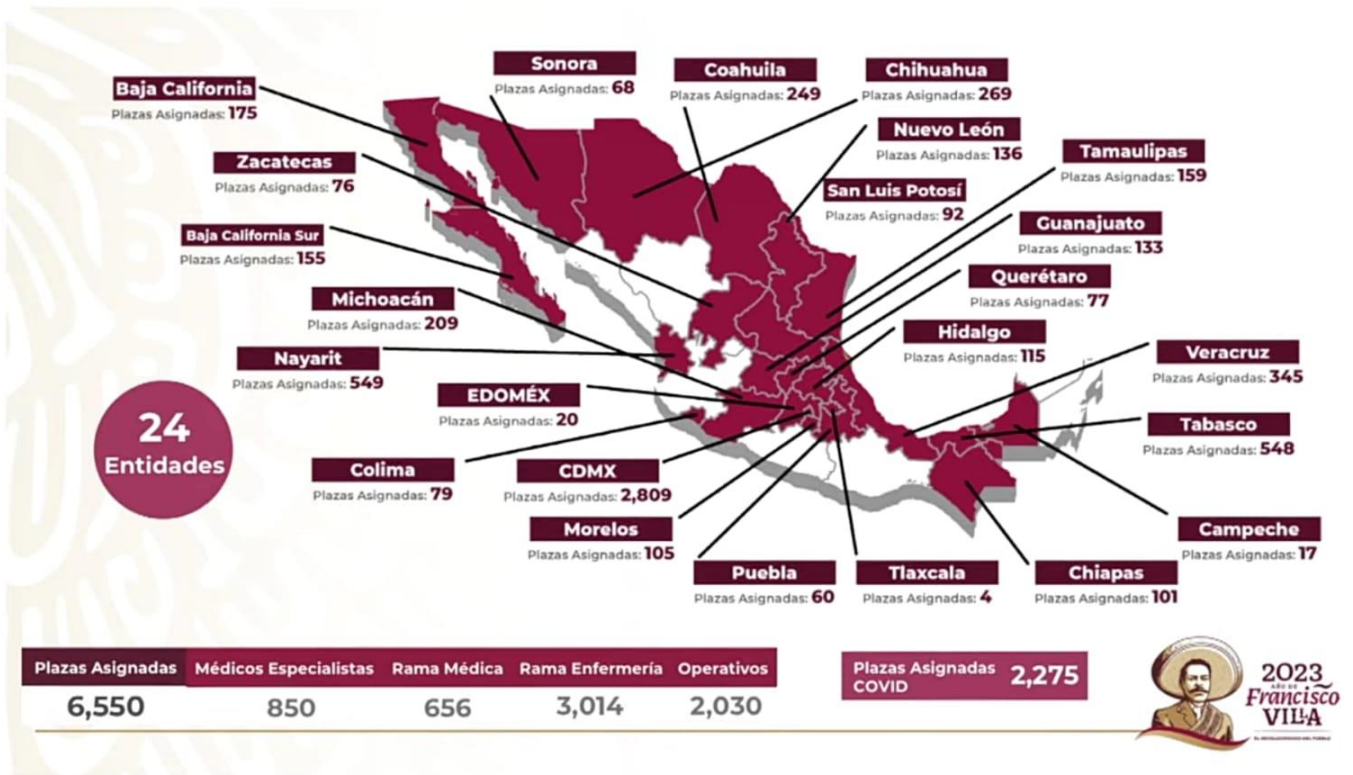 Sonora
Plazas Asignadas: 68
Coahuila
Plazas Asignadas: 249
Chihuahua
Plazas Asignadas: 269
Baja California
Plazas Asignadas: 175
Nuevo León
Plazas Asignadas: 136
Tamaulipas
Plazas Asignadas: 159
Zacatecas
Plazas Asignadas: 76
San Luis Potosí
Plazas Asignadas: 92
Guanajuato
Plazas Asignadas: 133
Baja California Sur
Plazas Asignadas: 155
Querétaro
Plazas Asignadas: 77
Michoacán
Plazas Asignadas: 209
Hidalgo
Plazas Asignadas: 115
Nayarit
Plazas Asignadas: 549
Veracruz
Plazas Asignadas: 345
EDOMÉX
Plazas Asignadas: 20
Tabasco
Plazas Asignadas: 548
24
Entidades
Colima
Plazas Asignadas: 79
CDMX
Plazas Asignadas: 2,809
Morelos
Plazas Asignadas: 105
Campeche
Plazas Asignadas: 17
Puebla
Plazas Asignadas: 60
Tlaxcala
Plazas Asignadas: 4
Chiapas
Plazas Asignadas: 101
Plazas Asignadas Médicos Especialistas Rama Médica Rama Enfermería Operativos
6,550 850 656 3,014 2,030
Plazas Asignadas
COVID
2,275
2023
AÑO DE
Francisco
VILLA
EL REVOLUCIONARIO DEL PUEBLO